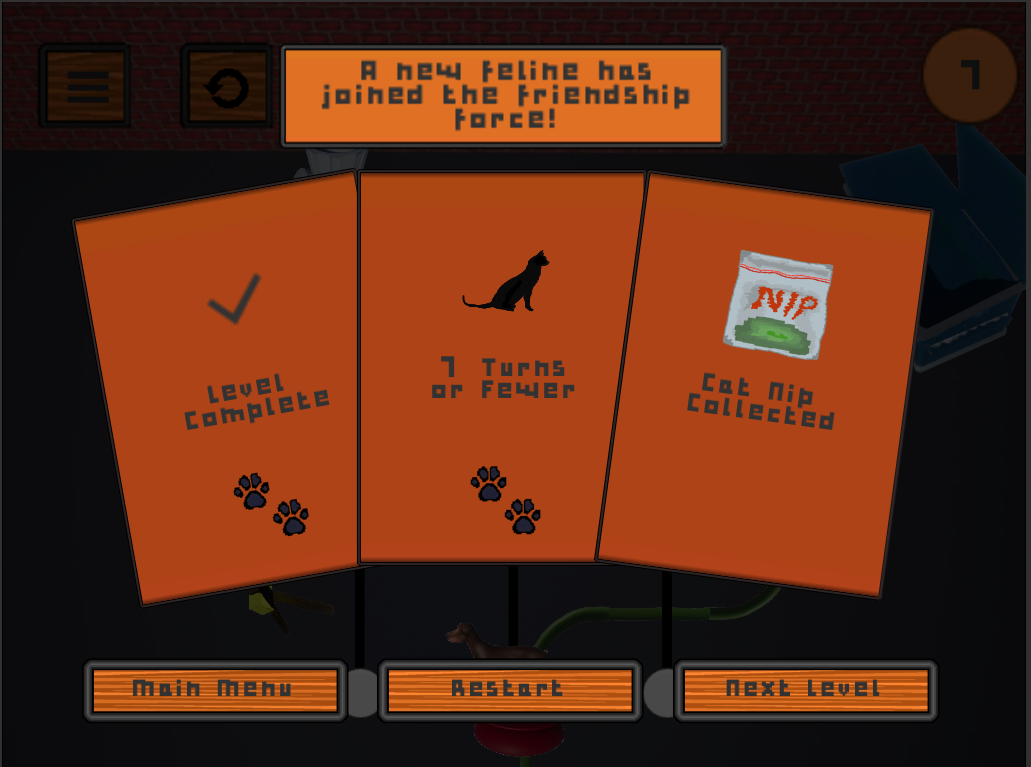 A new feline has
joined the friendship
force!
7
Level
Complete
7 Turns
or Fewer
NIP
Cat Nip
Collected
Main Menu
Restart
Next Level